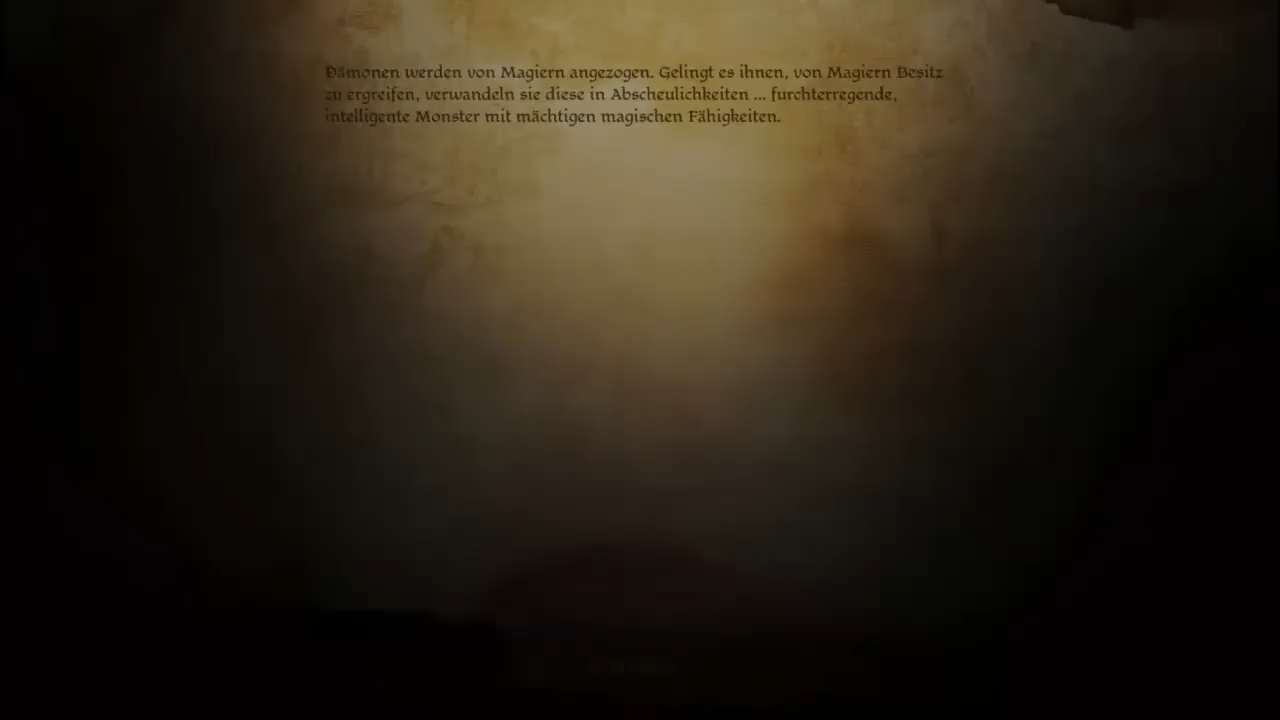 Dämonen werden von Magiern angezogen. Gelingt es ihnen, von Magiern Besitz
zu ergreifen, verwandeln sie diese in Abscheulichkeiten ... furchterregende,
intelligente Monster mit mächtigen magischen Fähigkeiten.